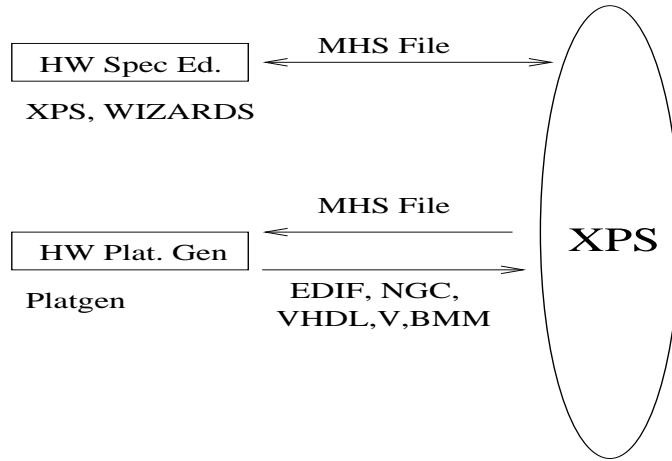 MHS File
HW Spec Ed.
XPS, WIZARDS
MHS File
XPS
HW Plat. Gen
Platgen
EDIF, NGC,
VHDL,V,BMM